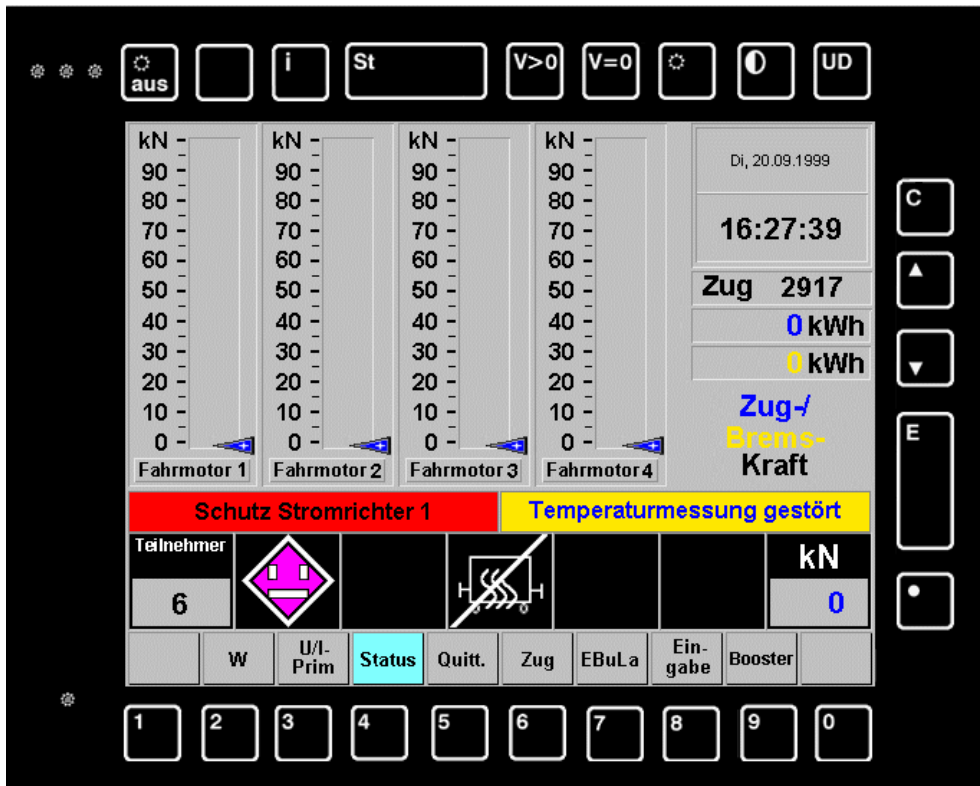 aus
i
St
V>0
V=0
UD
kN
90
80
70
60
50
40
30
20
10
0
Fahrmotor 1
kN
90
80
70
60
50
40
30
20
10
0
Fahrmotor 2
kN
90
80
70
60
50
40
30
20
10
0
Fahrmotor 3
kN
90
80
70
60
50
40
30
20
10
0
Fahrmotor 4
Di, 20.09.1999
16:27:39
Zug 2917
0 kWh
0 kWh
Zug-/
Brems-
Kraft
C
E
Schutz Stromrichter 1
Temperaturmessung gestört
Teilnehmer
6
kN
0
W
U/I-
Prim
Status
Quitt.
Zug
EBuLa
Ein-
gabe
Booster
1
2
3
4
5
6
7
8
9
0